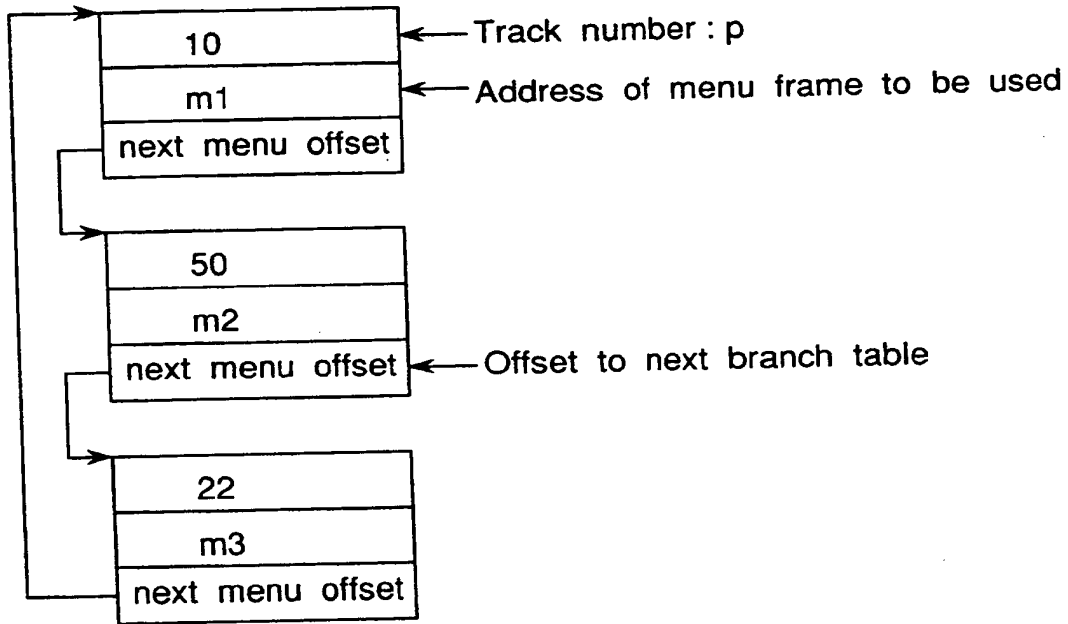 10
Track number : p
m1
Address of menu frame to be used
next menu offset
50
m2
next menu offset
Offset to next branch table
22
m3
next menu offset